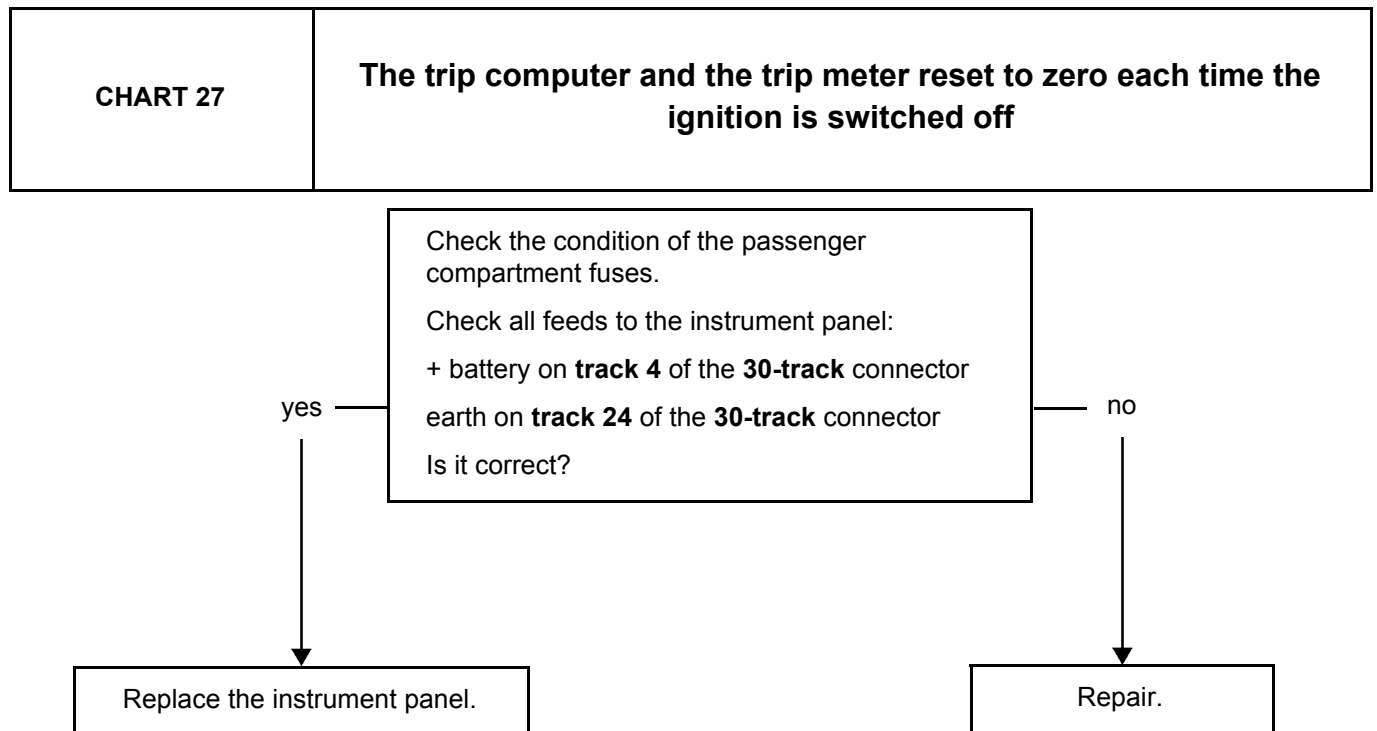 CHART 27
The trip computer and the trip meter reset to zero each time the
ignition is switched off
Check the condition of the passenger
compartment fuses.
Check all feeds to the instrument panel:
+ battery on track 4 of the 30-track connector
earth on track 24 of the 30-track connector
Is it correct?
yes
no
Replace the instrument panel.
Repair.